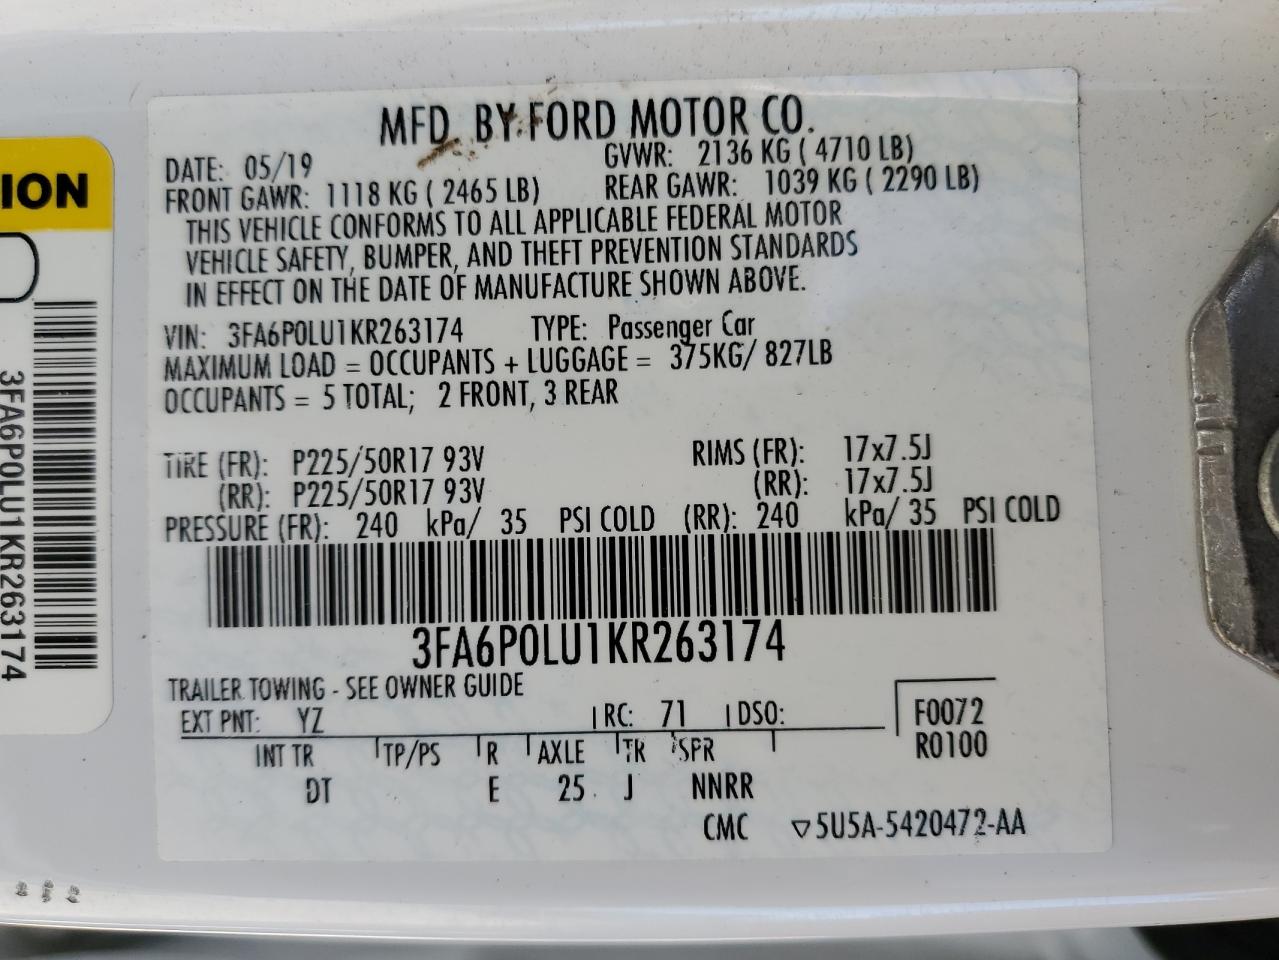 MFD. BY FORD MOTOR CO.
DATE: 05/19 GVWR: 2136 KG ( 4710 LB)
FRONT GAWR: 1118 KG ( 2465 LB) REAR GAWR: 1039 KG ( 2290 LB)
THIS VEHICLE CONFORMS TO ALL APPLICABLE FEDERAL MOTOR
VEHICLE SAFETY, BUMPER, AND THEFT PREVENTION STANDARDS
IN EFFECT ON THE DATE OF MANUFACTURE SHOWN ABOVE.
VIN: 3FA6P0LU1KR263174 TYPE: Passenger Car
MAXIMUM LOAD = OCCUPANTS + LUGGAGE = 375KG/ 827LB
OCCUPANTS = 5 TOTAL; 2 FRONT, 3 REAR
TIRE (FR): P225/50R17 93V RIMS (FR): 17x7.5J
(RR): P225/50R17 93V (RR): 17x7.5J
PRESSURE (FR): 240 kPa/ 35 PSI COLD (RR): 240 kPa/ 35 PSI COLD
3FA6P0LU1KR263174
TRAILER TOWING - SEE OWNER GUIDE
EXT PNT: YZ RC: 71 DSO: F0072
INT TR TP/PS R AXLE TR SPR R0100
DT E 25 J NNRR
CMC ▽5U5A-5420472-AA
ION
3FA6P0LU1KR263174